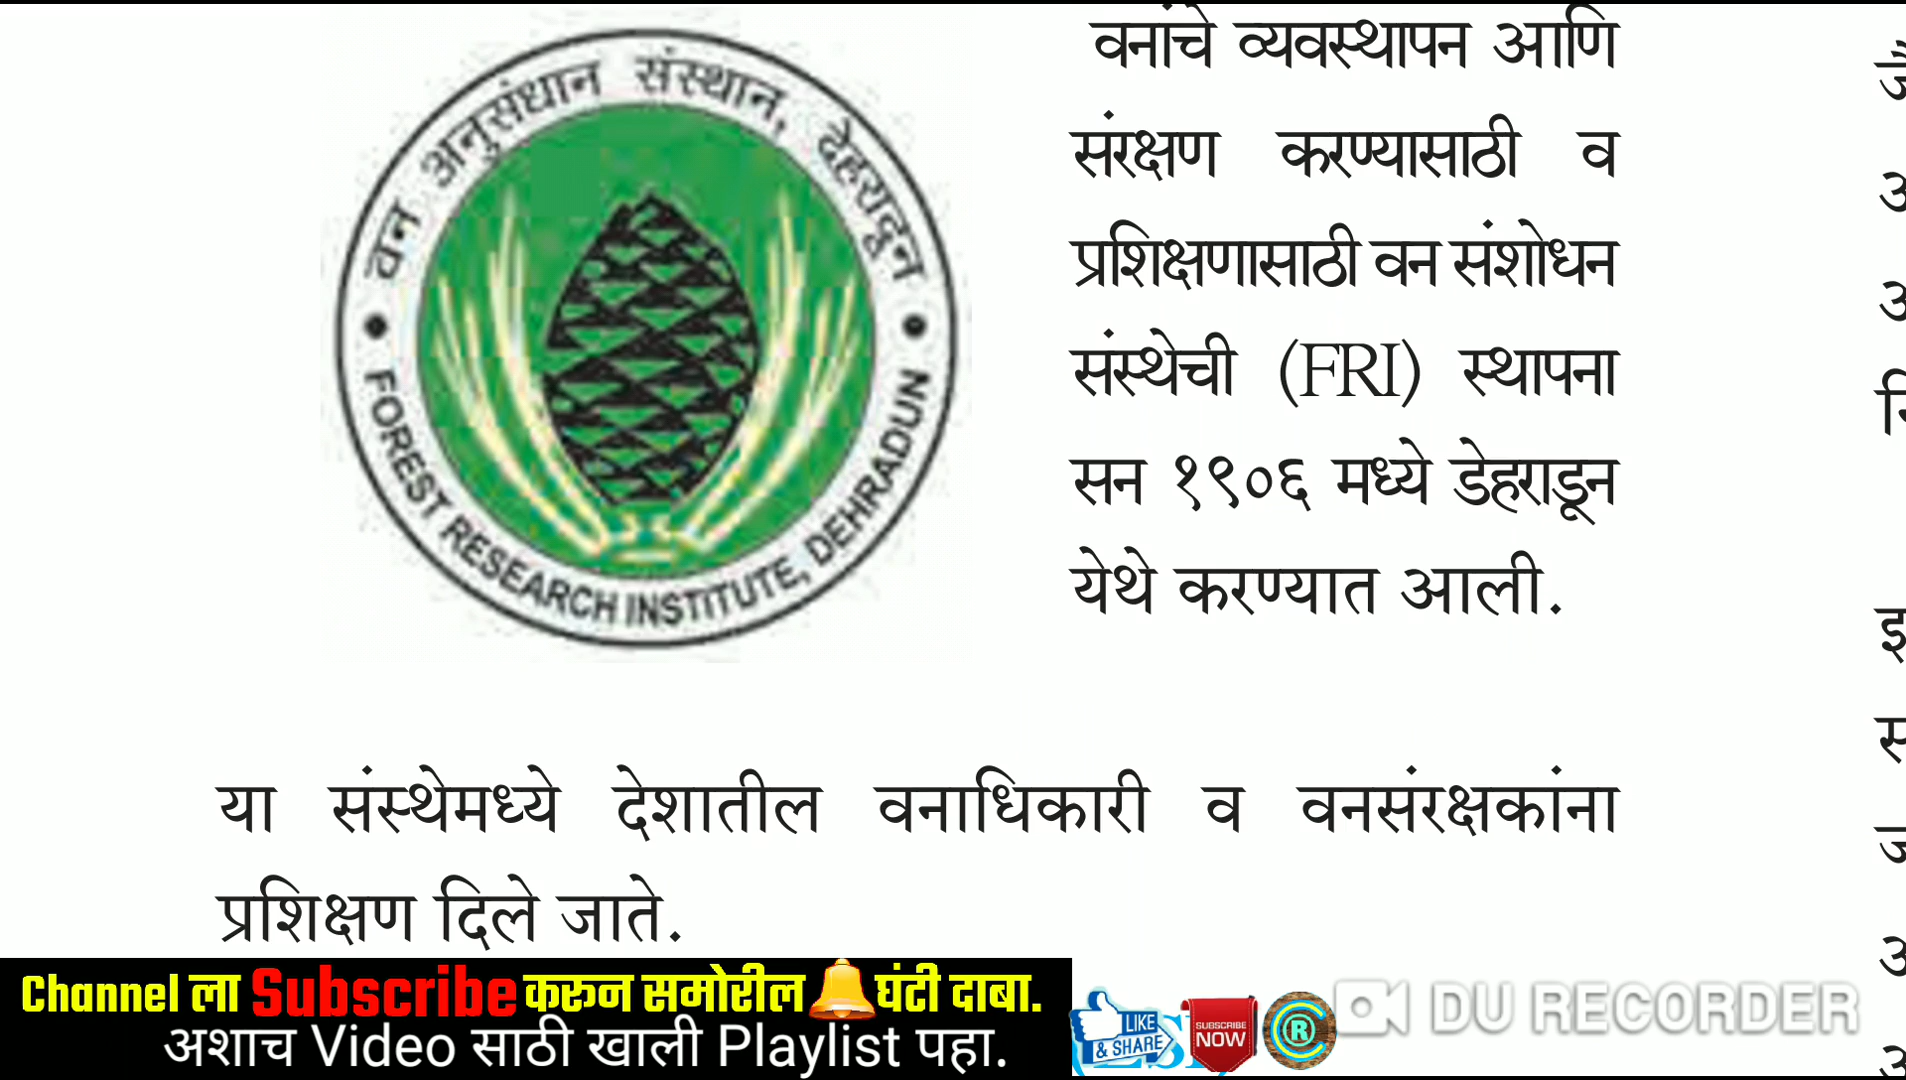 वन अनुसंधान संस्थान, देहरादून
FOREST RESEARCH INSTITUTE, DEHRADUN
वनांचे व्यवस्थापन आणि
संरक्षण करण्यासाठी व
प्रशिक्षणासाठी वन संशोधन
संस्थेची (FRI) स्थापना
सन १९०६ मध्ये डेहराडून
येथे करण्यात आली.
या संस्थेमध्ये देशातील वनाधिकारी व वनसंरक्षकांना
प्रशिक्षण दिले जाते.
Channel ला Subscribe करून समोरील घंटी दाबा.
अशाच Video साठी खाली Playlist पहा.
LIKE
& SHARE
SUBSCRIBE
NOW
DU RECORDER